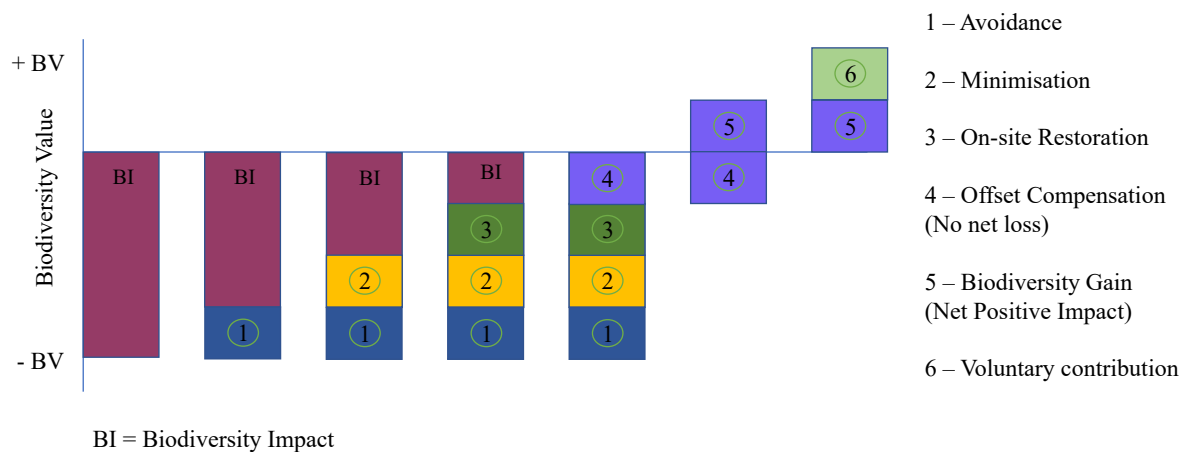 + BV
Biodiversity Value
- BV
BI
BI
1
BI
2
1
BI
3
2
1
4
3
2
1
5
4
6
5
1 – Avoidance
2 – Minimisation
3 – On-site Restoration
4 – Offset Compensation
(No net loss)
5 – Biodiversity Gain
(Net Positive Impact)
6 – Voluntary contribution
BI = Biodiversity Impact